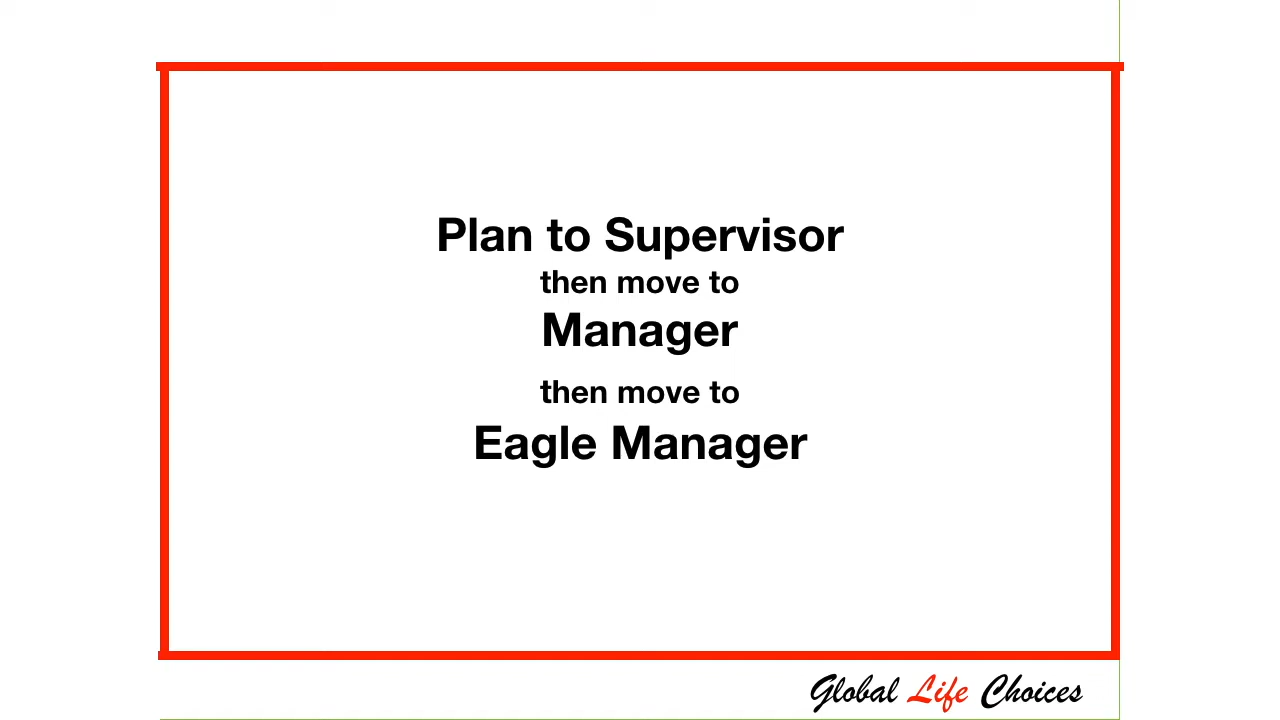 Plan to Supervisor
then move to
Manager
then move to
Eagle Manager
Global Life Choices